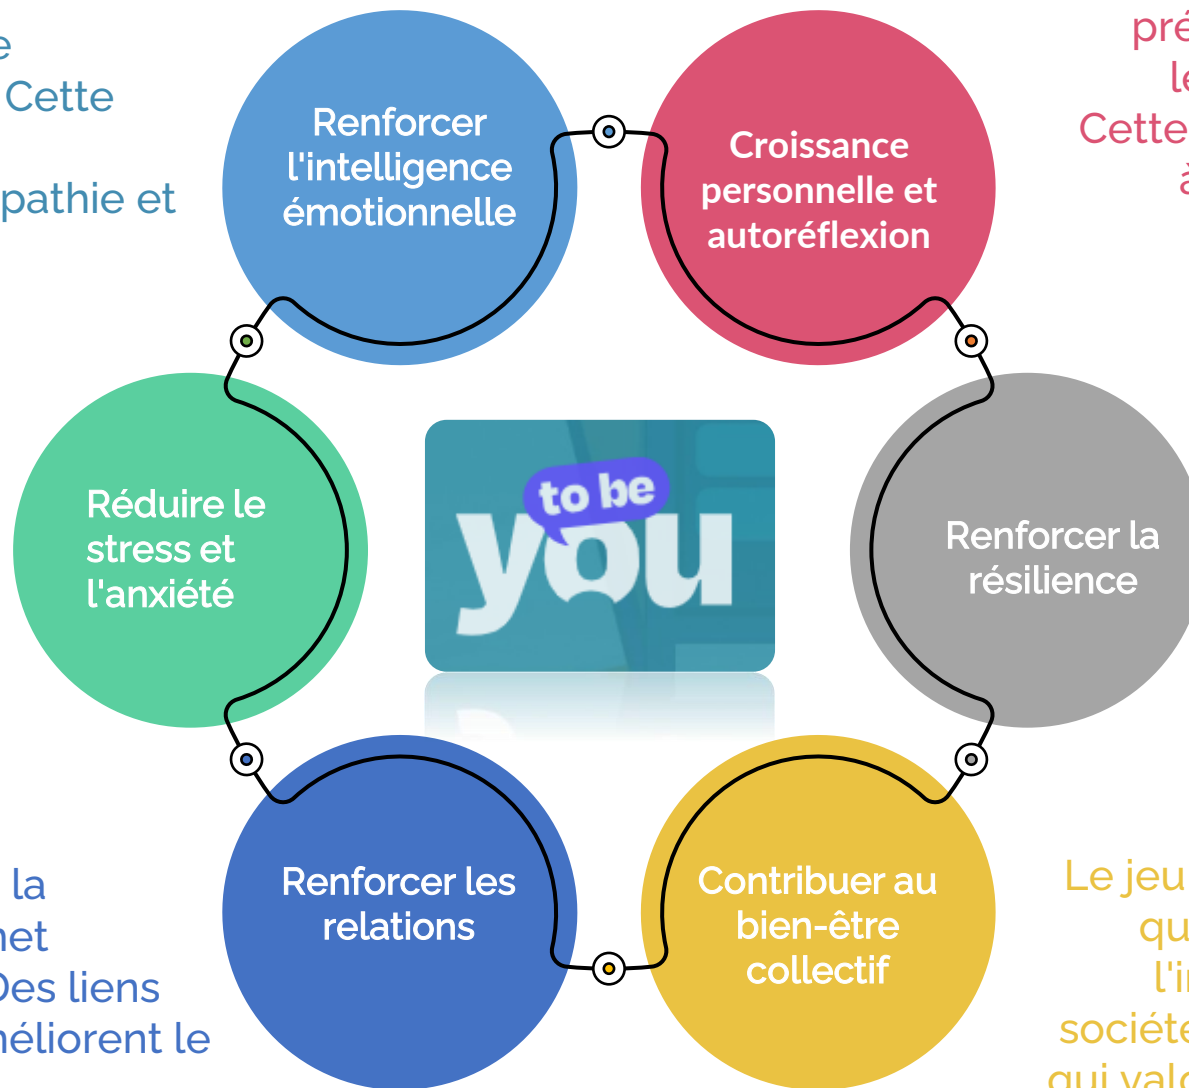 Cette
pathie et
Renforcer
l'intelligence
émotionnelle
Croissance
personnelle et
autoréflexion
Cette
Réduire le
stress et
l'anxiété
to be
you
Renforcer la
résilience
la
Des liens
Renforcer les
relations
Contribuer au
bien-être
collectif
Le jeu
qui